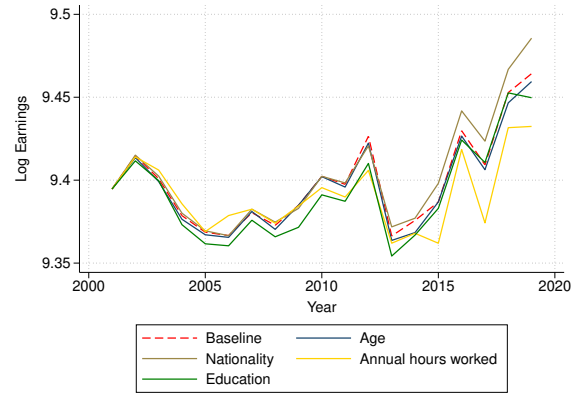 9.5
9.45
9.4
9.35
Log Earnings
2000 2005 2010 2015 2020
Year
Baseline Age
Nationality Annual hours worked
Education